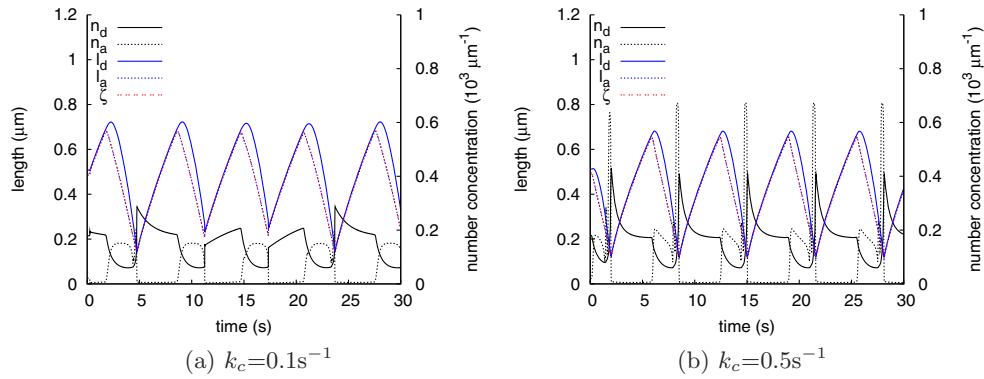 1.2
1
0.8
0.6
0.4
0.2
0
length (μm)
n_d
n_a
l_d
l_a
ζ
1
0.8
0.6
0.4
0.2
0
number concentration (10³ μm⁻¹)
0 5 10 15 20 25 30
time (s)
(a) k_c=0.1s⁻¹
1.2
1
0.8
0.6
0.4
0.2
0
length (μm)
n_d
n_a
l_d
l_a
ζ
1
0.8
0.6
0.4
0.2
0
number concentration (10³ μm⁻¹)
0 5 10 15 20 25 30
time (s)
(b) k_c=0.5s⁻¹